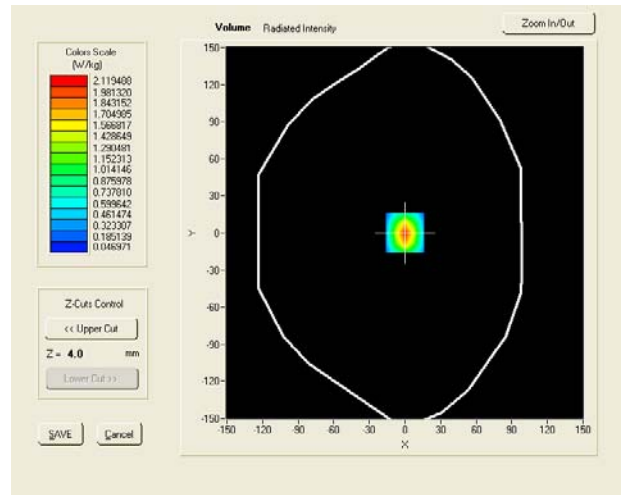 Volume Radiated Intensity
Zoom In/Out
Colors Scale
(W/kg)
2.119488
1.981320
1.843152
1.704985
1.566817
1.428649
1.290481
1.152313
1.014146
0.875978
0.737810
0.599642
0.461474
0.323307
0.185139
0.046971
Z-Cuts Control
<< Upper Cut
Z = 4.0 mm
Lower Cut >>
SAVE Cancel
150-
120-
90-
60-
30-
0-
-30-
-60-
-90-
-120-
-150-
Y
-150 -120 -90 -60 -30 0 30 60 90 120 150
X